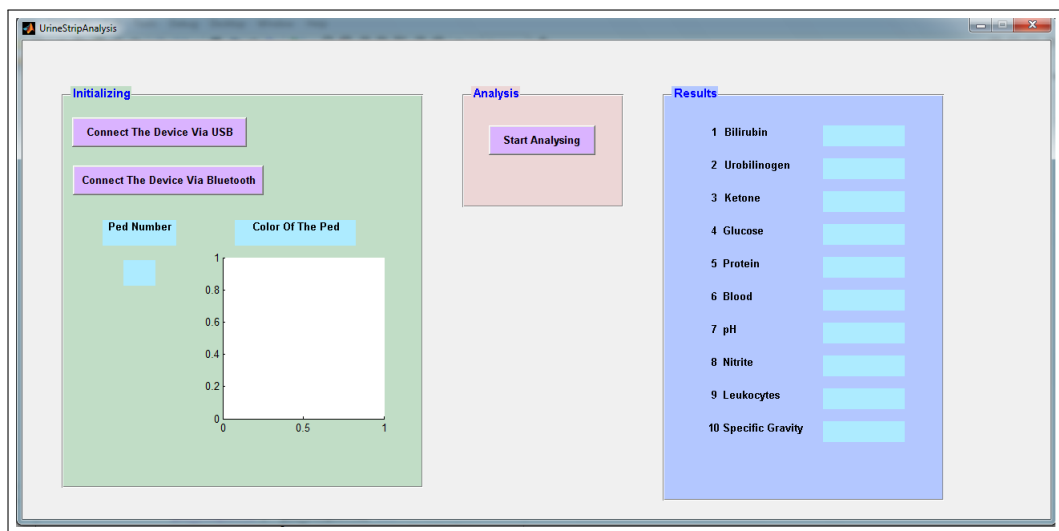 UrineStripAnalysis
Initializing
Connect The Device Via USB
Connect The Device Via Bluetooth
Ped Number
Color Of The Ped
1
0.8
0.6
0.4
0.2
0
0 0.5 1
Analysis
Start Analysing
Results
1 Bilirubin
2 Urobilinogen
3 Ketone
4 Glucose
5 Protein
6 Blood
7 pH
8 Nitrite
9 Leukocytes
10 Specific Gravity